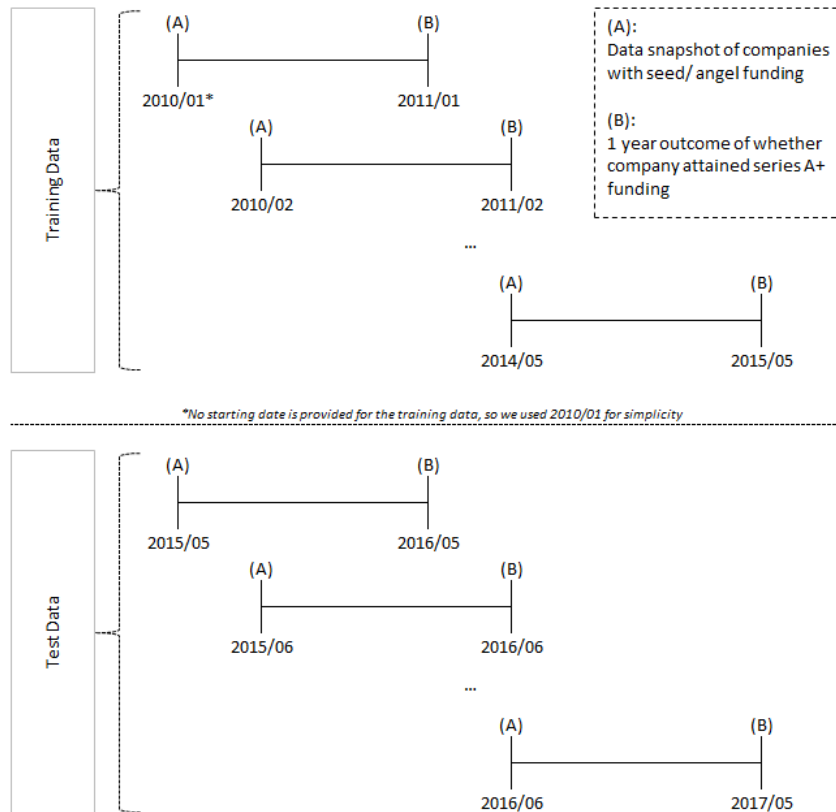 (A)
(B)
2010/01*
2011/01
(A)
(B)
2010/02
2011/02
...
(A)
(B)
2014/05
2015/05
Training Data
(A):
Data snapshot of companies
with seed/ angel funding
(B):
1 year outcome of whether
company attained series A+
funding
*No starting date is provided for the training data, so we used 2010/01 for simplicity
(A)
(B)
2015/05
2016/05
(A)
(B)
2015/06
2016/06
...
(A)
(B)
2016/06
2017/05
Test Data